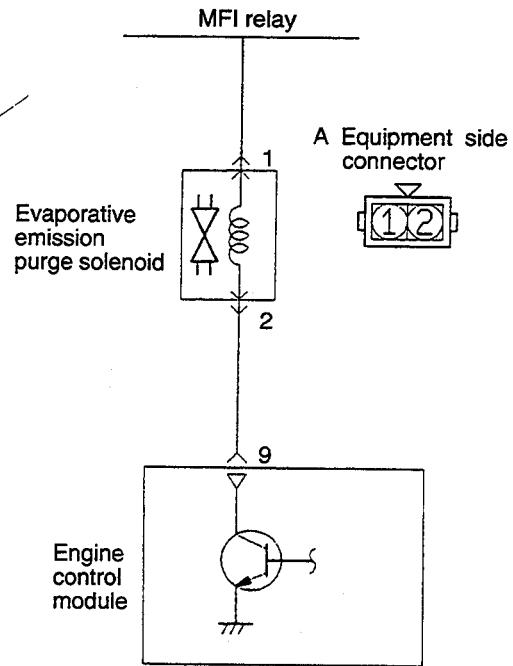 MFI relay
1
A Equipment side
connector
1 2
Evaporative
emission
purge solenoid
2
9
Engine
control
module